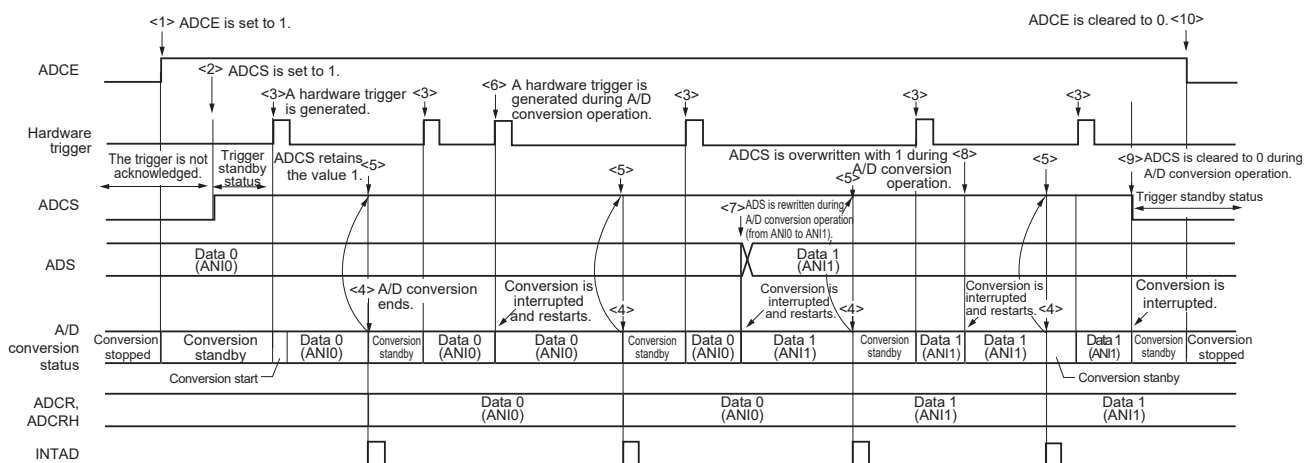 <1> ADCE is set to 1.
ADCE is cleared to 0. <10>
ADCE
<2> ADCS is set to 1.
<3> A hardware trigger
is generated.
<3>
<6> A hardware trigger is
generated during A/D
conversion operation.
<3>
<3>
<3>
Hardware
trigger
The trigger is not
acknowledged.
Trigger
standby
status
ADCS retains
the value 1.
<5>
<5>
ADCS is overwritten with 1 during
A/D conversion
operation.
<8>
<5>
<5>
<9> ADCS is cleared to 0 during
A/D conversion operation.
Trigger standby status
ADCS
<7> ADS is rewritten during
A/D conversion operation
(from ANI0 to ANI1).
ADS
Data 0
(ANI0)
Data 1
(ANI1)
<4> A/D conversion
ends.
Conversion is
interrupted
and restarts.
<4>
Conversion is
interrupted
and restarts.
<4>
Conversion is
interrupted
and restarts.
<4>
Conversion is
interrupted.
A/D
conversion
status
Conversion
stopped
Conversion
standby
Data 0
(ANI0)
Conversion
standby
Data 0
(ANI0)
Data 0
(ANI0)
Conversion
standby
Data 0
(ANI0)
Data 1
(ANI1)
Conversion
standby
Data 1
(ANI1)
Data 1
(ANI1)
Data 1
(ANI1)
Conversion
standby
Conversion
stopped
Conversion start
Conversion stanby
ADCR,
ADCRH
Data 0
(ANI0)
Data 0
(ANI0)
Data 1
(ANI1)
Data 1
(ANI1)
INTAD